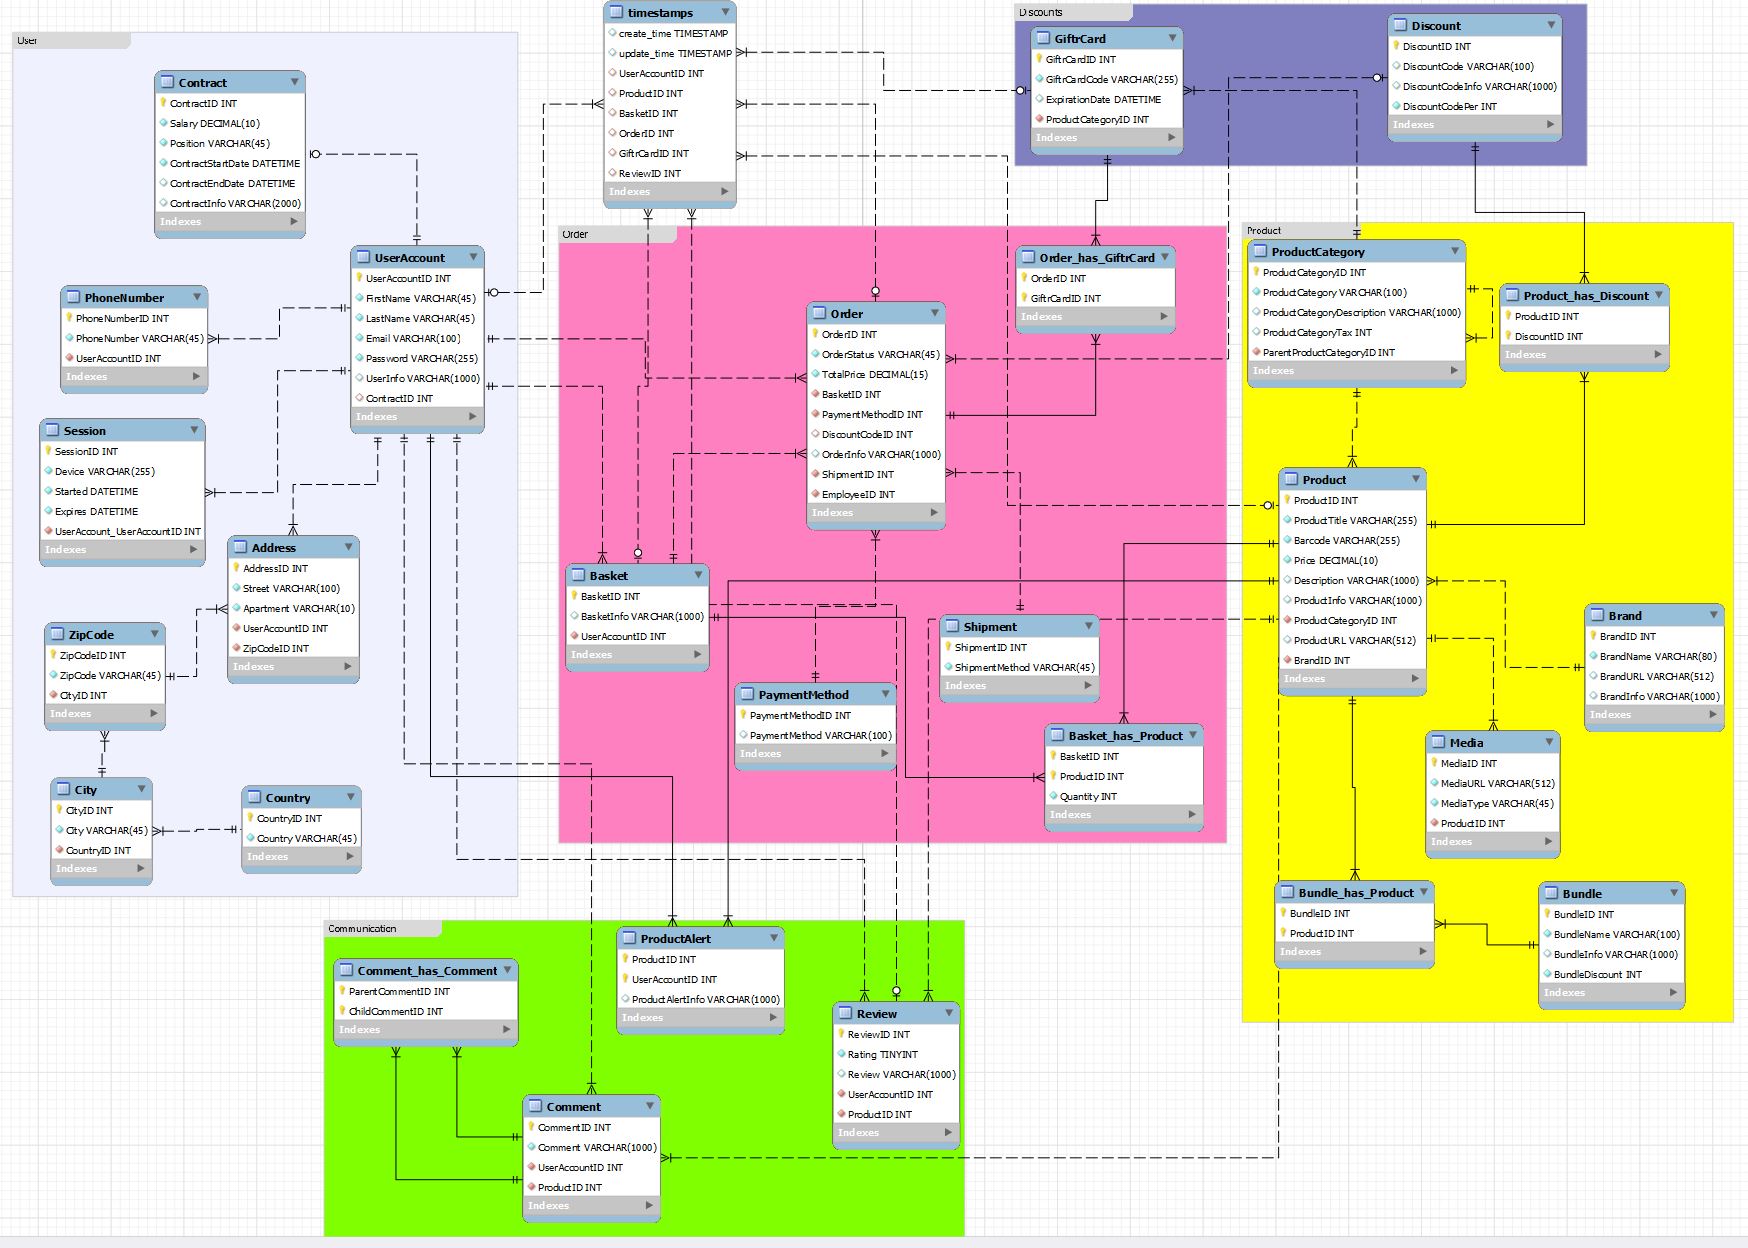 User
Contract
ContractID INT
Salary DECIMAL(10)
Position VARCHAR(45)
ContractStartDate DATETIME
ContractEndDate DATETIME
ContractInfo VARCHAR(2000)
Indexes
UserAccount
UserAccountID INT
FirstName VARCHAR(45)
LastName VARCHAR(45)
Email VARCHAR(100)
Password VARCHAR(255)
UserInfo VARCHAR(1000)
ContractID INT
Indexes
PhoneNumber
PhoneNumberID INT
PhoneNumber VARCHAR(45)
UserAccountID INT
Indexes
Session
SessionID INT
Device VARCHAR(255)
Started DATETIME
Expires DATETIME
UserAccount_UserAccountID INT
Indexes
Address
AddressID INT
Street VARCHAR(100)
Apartment VARCHAR(10)
UserAccountID INT
ZipCodeID INT
Indexes
ZipCode
ZipCodeID INT
ZipCode VARCHAR(45)
CityID INT
Indexes
City
CityID INT
City VARCHAR(45)
CountryID INT
Indexes
Country
CountryID INT
Country VARCHAR(45)
Indexes
timestamps
create_time TIMESTAMP
update_time TIMESTAMP
UserAccountID INT
ProductID INT
BasketID INT
OrderID INT
GiftrCardID INT
ReviewID INT
Indexes
Discounts
GiftrCard
GiftrCardID INT
GiftrCardCode VARCHAR(255)
ExpirationDate DATETIME
ProductCategoryID INT
Indexes
Discount
DiscountID INT
DiscountCode VARCHAR(100)
DiscountCodeInfo VARCHAR(1000)
DiscountCodePer INT
Indexes
Order
Order_has_GiftrCard
OrderID INT
GiftrCardID INT
Indexes
Order
OrderID INT
OrderStatus VARCHAR(45)
TotalPrice DECIMAL(15)
BasketID INT
PaymentMethodID INT
DiscountCodeID INT
OrderInfo VARCHAR(1000)
ShipmentID INT
EmployeeID INT
Indexes
Basket
BasketID INT
BasketInfo VARCHAR(1000)
UserAccountID INT
Indexes
Shipment
ShipmentID INT
ShipmentMethod VARCHAR(45)
Indexes
PaymentMethod
PaymentMethodID INT
PaymentMethod VARCHAR(100)
Indexes
Basket_has_Product
BasketID INT
ProductID INT
Quantity INT
Indexes
Product
ProductCategory
ProductCategoryID INT
ProductCategory VARCHAR(100)
ProductCategoryDescription VARCHAR(1000)
ProductCategoryTax INT
ParentProductCategoryID INT
Indexes
Product_has_Discount
ProductID INT
DiscountID INT
Indexes
Product
ProductID INT
ProductTitle VARCHAR(255)
Barcode VARCHAR(255)
Price DECIMAL(10)
Description VARCHAR(1000)
ProductInfo VARCHAR(1000)
ProductCategoryID INT
ProductURL VARCHAR(512)
BrandID INT
Indexes
Brand
BrandID INT
BrandName VARCHAR(80)
BrandURL VARCHAR(512)
BrandInfo VARCHAR(1000)
Indexes
Media
MediaID INT
MediaURL VARCHAR(512)
MediaType VARCHAR(45)
ProductID INT
Indexes
Bundle_has_Product
BundleID INT
ProductID INT
Indexes
Bundle
BundleID INT
BundleName VARCHAR(100)
BundleInfo VARCHAR(1000)
BundleDiscount INT
Indexes
Communication
Comment_has_Comment
ParentCommentID INT
ChildCommentID INT
Indexes
ProductAlert
ProductID INT
UserAccountID INT
ProductAlertInfo VARCHAR(1000)
Indexes
Review
ReviewID INT
Rating TINYINT
Review VARCHAR(1000)
UserAccountID INT
ProductID INT
Indexes
Comment
CommentID INT
Comment VARCHAR(1000)
UserAccountID INT
ProductID INT
Indexes